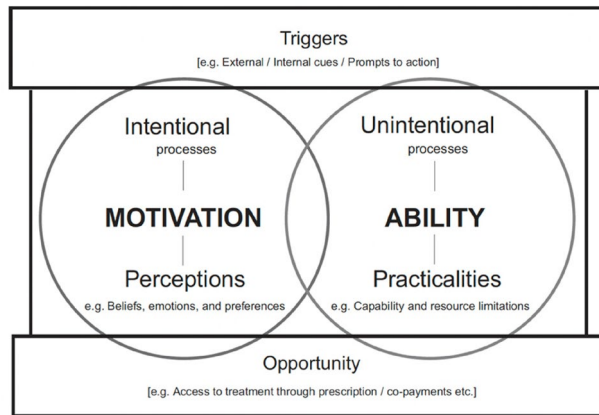 Triggers
[e.g. External / Internal cues / Prompts to action]
Intentional
processes
MOTIVATION
Perceptions
e.g. Beliefs, emotions, and preferences
Unintentional
processes
ABILITY
Practicalities
e.g. Capability and resource limitations
Opportunity
[e.g. Access to treatment through prescription / co-payments etc.]